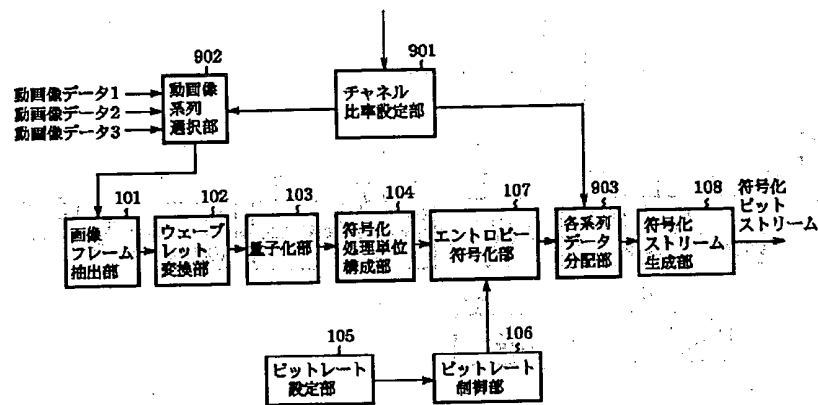 902
901
動画像データ1
動画像データ2
動画像データ3
動画像
系列
選択部
チャネル
比率設定部
101
102
103
104
107
903
108
符号化
ビット
ストリーム
画像
フレーム
抽出部
ウェーブ
レット
変換部
量子化部
符号化
処理単位
構成部
エントロピー
符号化部
各系列
データ
分配部
符号化
ストリーム
生成部
105
106
ビットレート
設定部
ビットレート
制御部